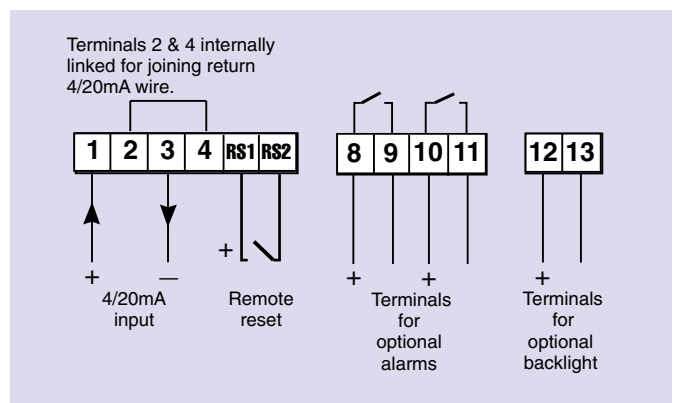 Terminals 2 & 4 internally
linked for joining return
4/20mA wire.
1 2 3 4 RS1 RS2
8 9 10 11
12 13
+ —
4/20mA
input
+
Remote
reset
+ +
Terminals
for
optional
alarms
+
Terminals
for
optional
backlight